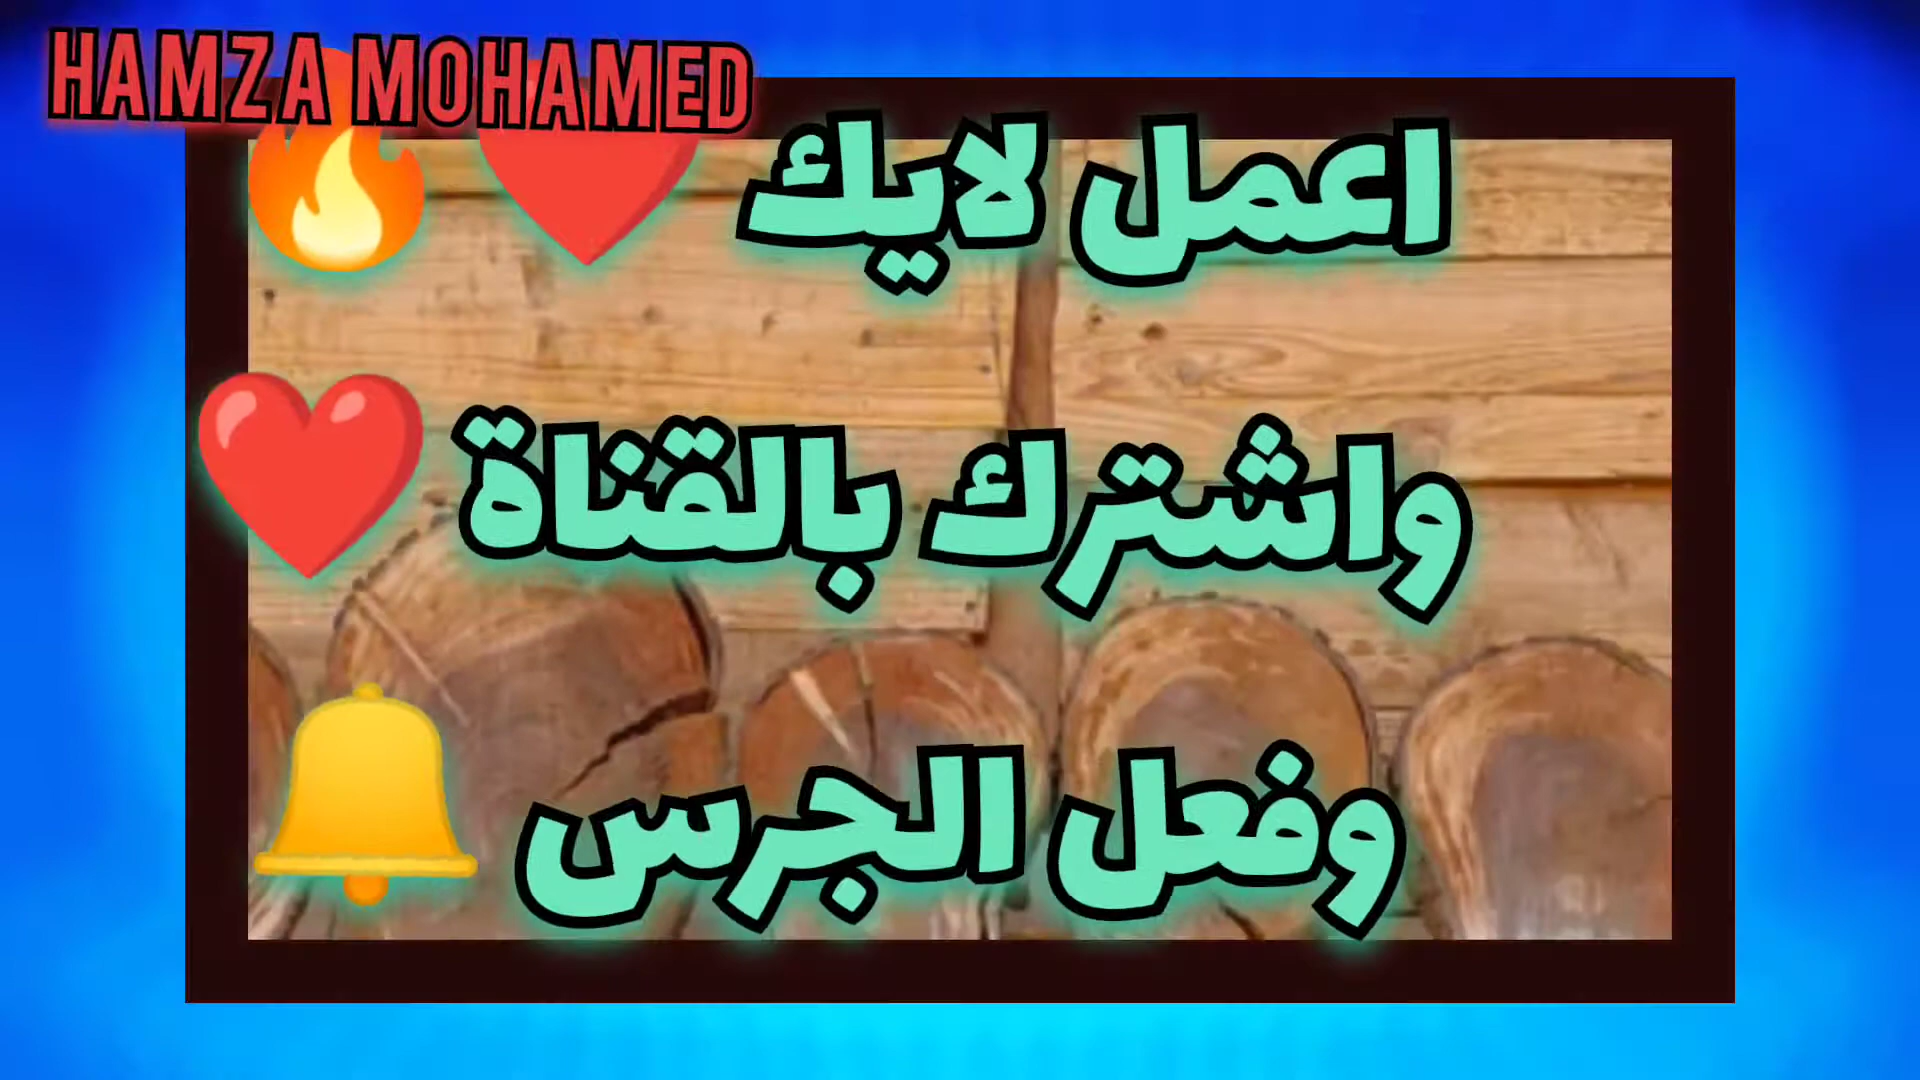 HAMZA MOHAMED
اعمل لايك ❤️🔥
واشترك بالقناة ❤️
وفعل الجرس 🔔